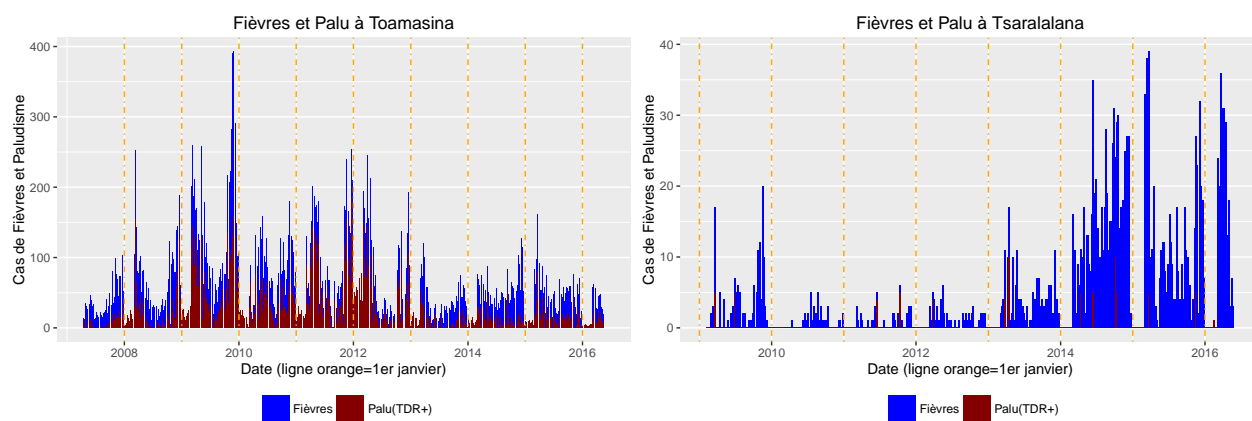 Fièvres et Palu à Toamasina
Cas de Fièvres et Paludisme
400
300
200
100
0
2008
2010
2012
2014
2016
Date (ligne orange=1er janvier)
Fièvres
Palu(TDR+)
Fièvres et Palu à Tsaralalana
Cas de Fièvres et Paludisme
40
30
20
10
0
2010
2012
2014
2015
2016
Date (ligne orange=1er janvier)
Fièvres
Palu(TDR+)